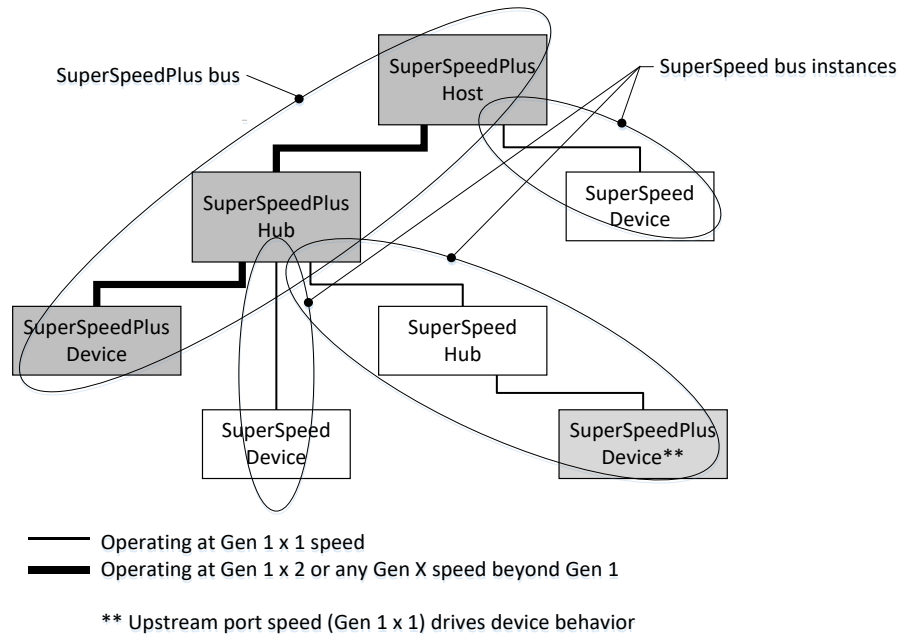 SuperSpeedPlus bus
SuperSpeedPlus
Host
SuperSpeed bus instances
SuperSpeed
Device
SuperSpeedPlus
Hub
SuperSpeedPlus
Device
SuperSpeed
Hub
SuperSpeed
Device
SuperSpeedPlus
Device**
Operating at Gen 1 x 1 speed
Operating at Gen 1 x 2 or any Gen X speed beyond Gen 1
** Upstream port speed (Gen 1 x 1) drives device behavior